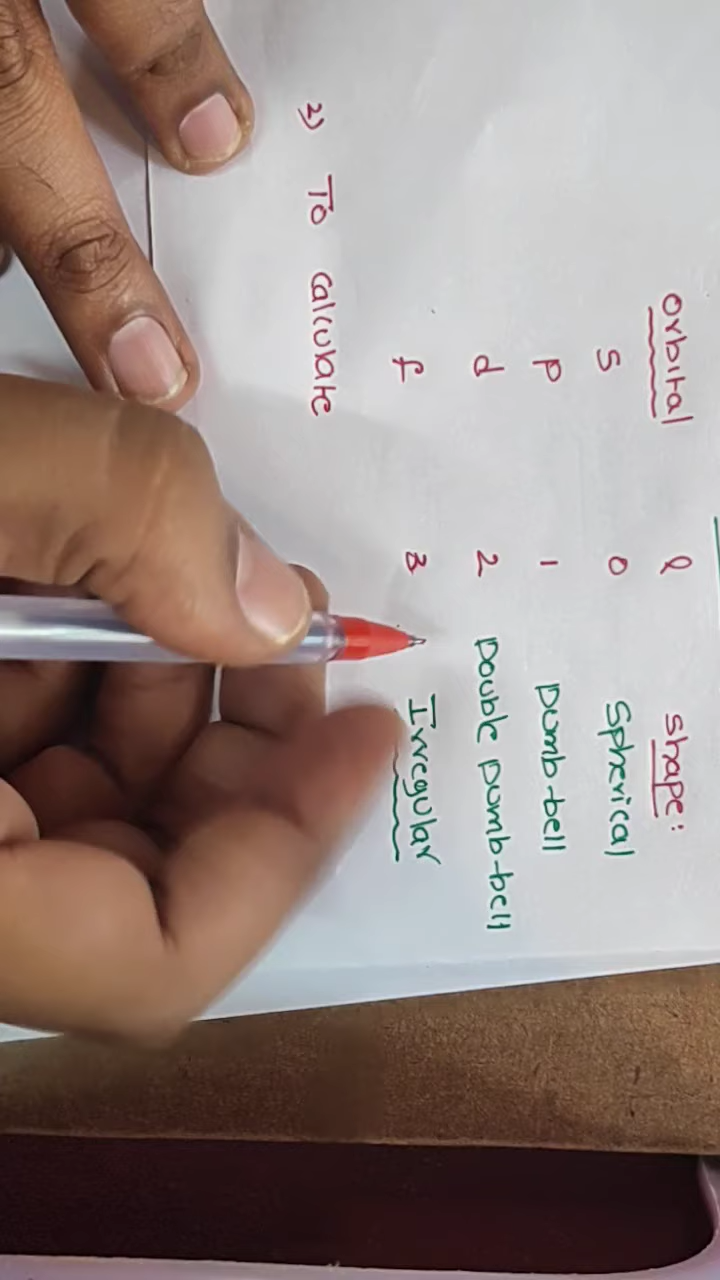 Orbital l Shape:
S 0 Spherical
p 1 Dumb-bell
d 2 Double Dumb-bell
f 3 Irregular
2) To calculate